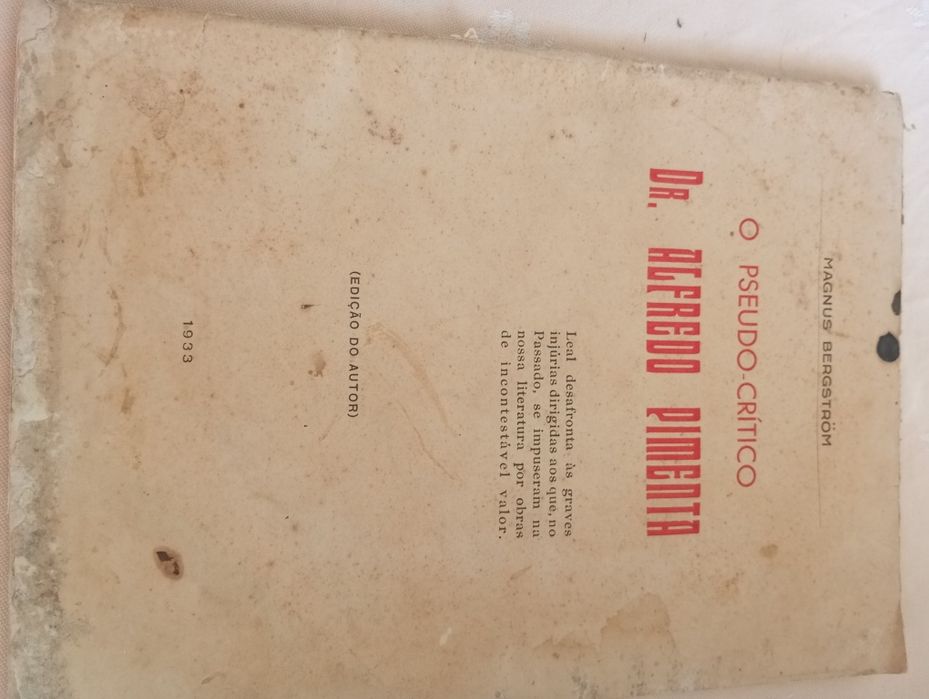 MAGNUS BERGSTRÖM
O PSEUDO-CRÍTICO
DR. ALFREDO PIMENTA
Leal desafronta às graves
injúrias dirigidas aos que, no
Passado, se impuseram na
nossa literatura por obras
de incontestável valor.
(EDIÇÃO DO AUTOR)
1933